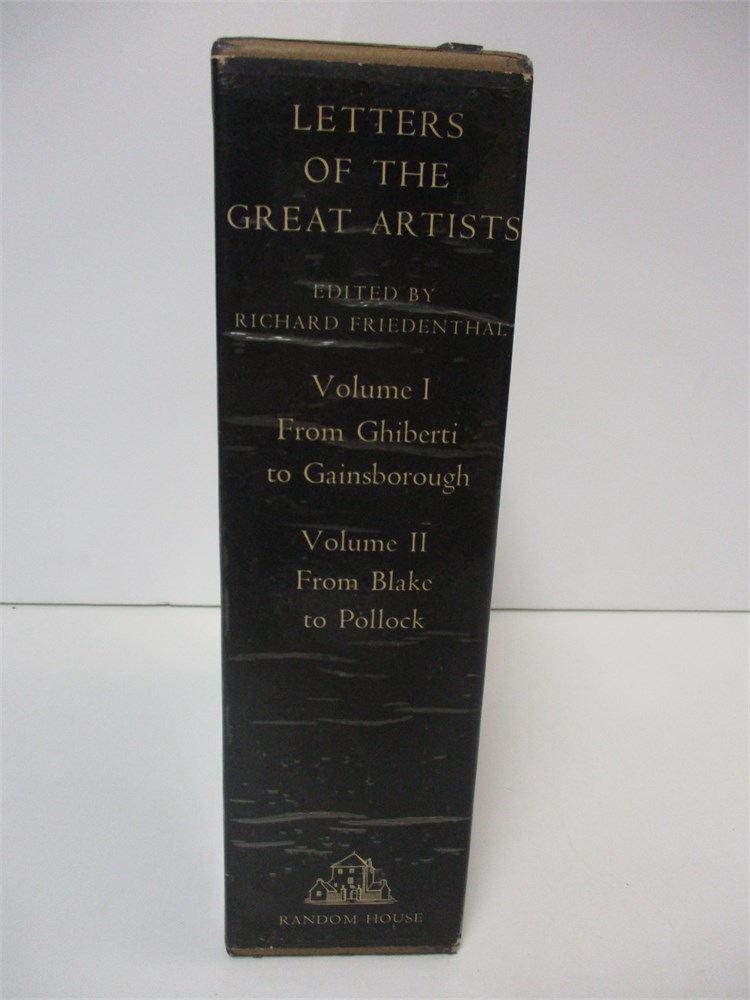 LETTERS
OF THE
GREAT ARTISTS
EDITED BY
RICHARD FRIEDENTHAL
Volume I
From Ghiberti
to Gainsborough
Volume II
From Blake
to Pollock
RANDOM HOUSE